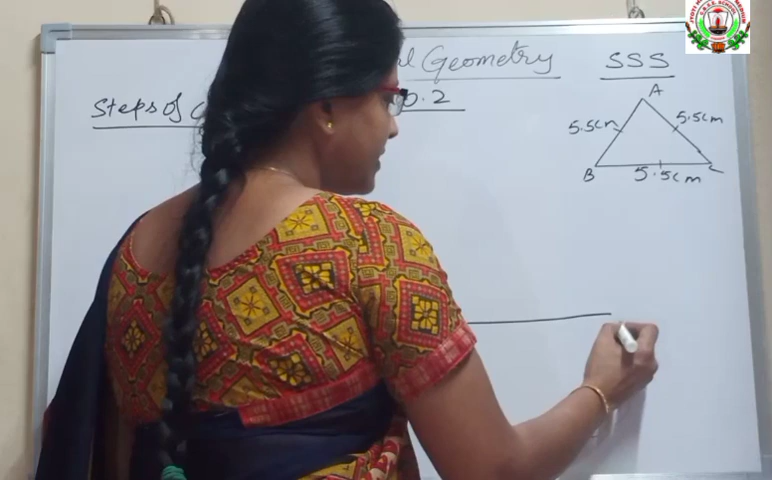 Geometry SSS
Steps of
.2
A
5.5cm 5.5cm
B 5.5cm C